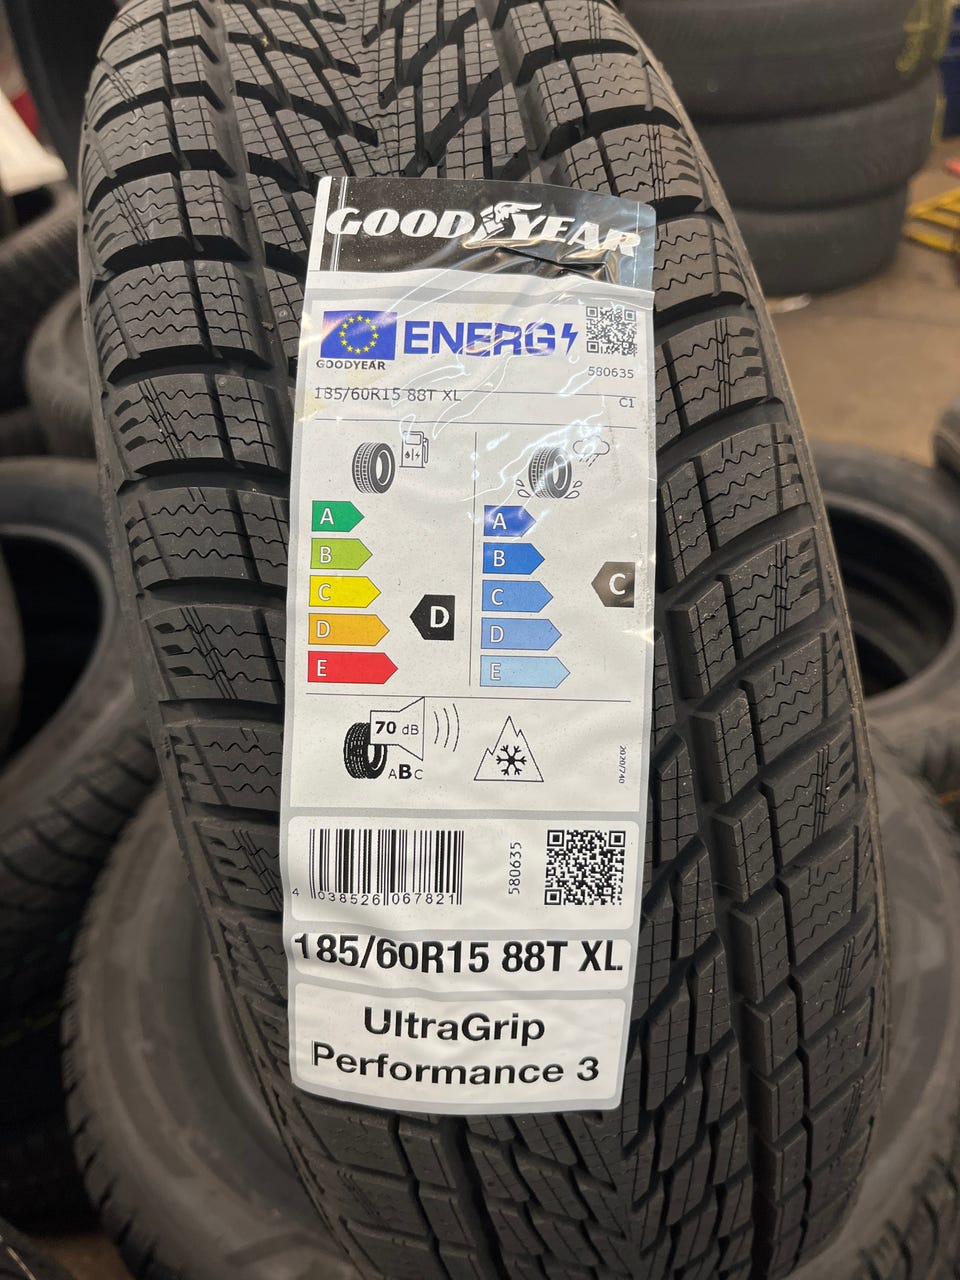 GOODYEAR
ENERG
GOODYEAR
580635
185/60R15 88T XL
C1
A
A
B
B
C
C
C
D
D
D
E
E
70 dB
ABC
2020/740
4 038526 067821
580635
185/60R15 88T XL
UltraGrip
Performance 3